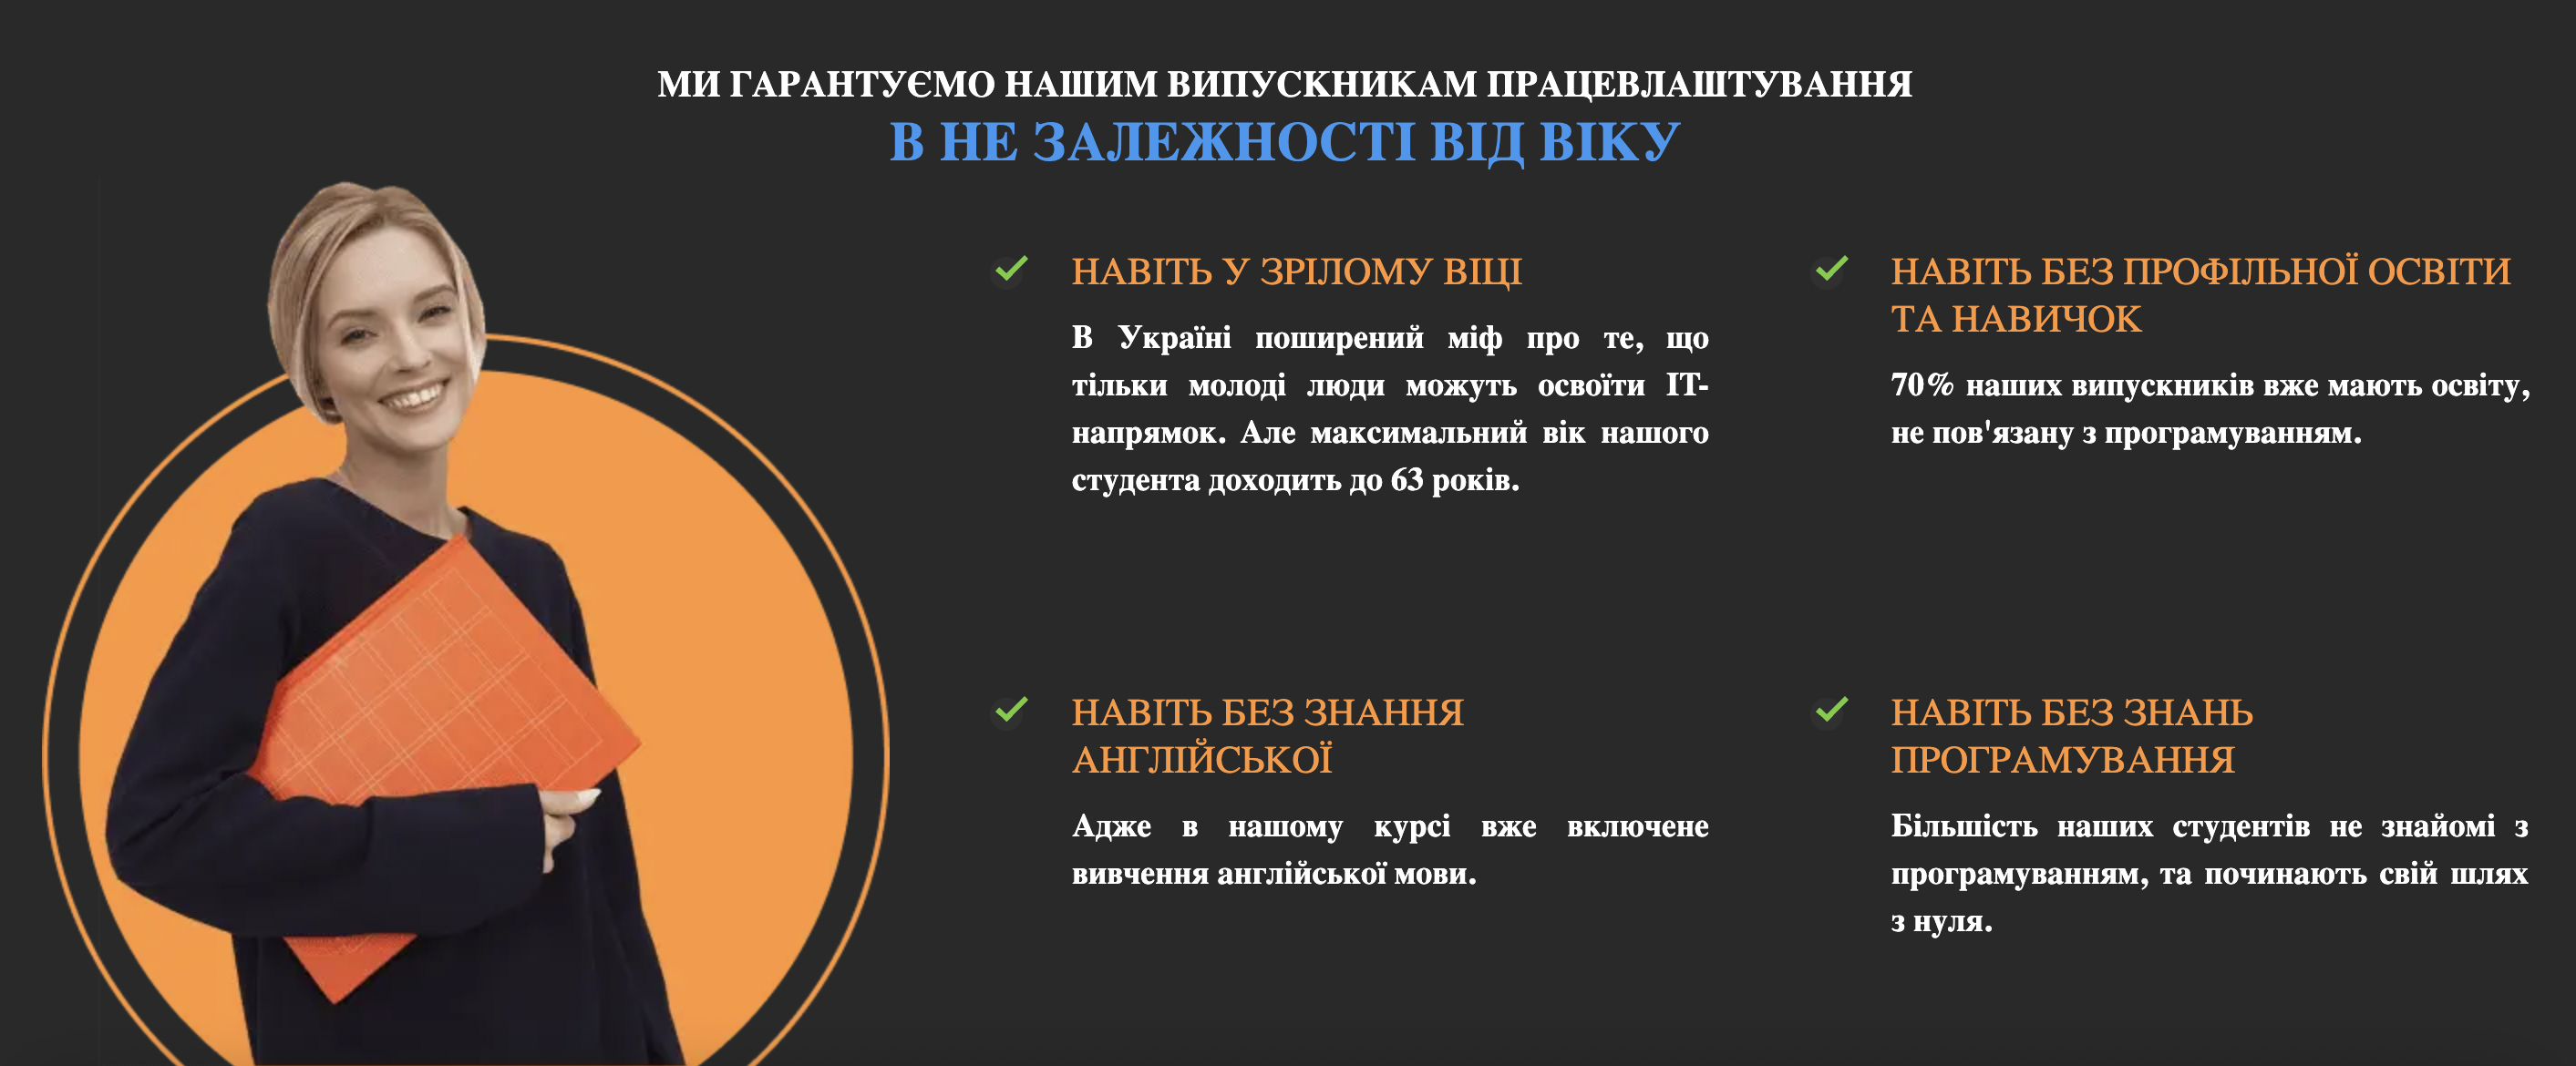 МИ ГАРАНТУЄМО НАШИМ ВИПУСКНИКАМ ПРАЦЕВЛАШТУВАННЯ
В НЕ ЗАЛЕЖНОСТІ ВІД ВІКУ
НАВІТЬ У ЗРІЛОМУ ВІЦІ
В Україні поширений міф про те, що
тільки молоді люди можуть освоїти ІТ-
напрямок. Але максимальний вік нашого
студента доходить до 63 років.
НАВІТЬ БЕЗ ПРОФІЛЬНОЇ ОСВІТИ
ТА НАВИЧОК
70% наших випускників вже мають освіту,
не пов'язану з програмуванням.
НАВІТЬ БЕЗ ЗНАННЯ
АНГЛІЙСЬКОЇ
Адже в нашому курсі вже включене
вивчення англійської мови.
НАВІТЬ БЕЗ ЗНАНЬ
ПРОГРАМУВАННЯ
Більшість наших студентів не знайомі з
програмуванням, та починають свій шлях
з нуля.